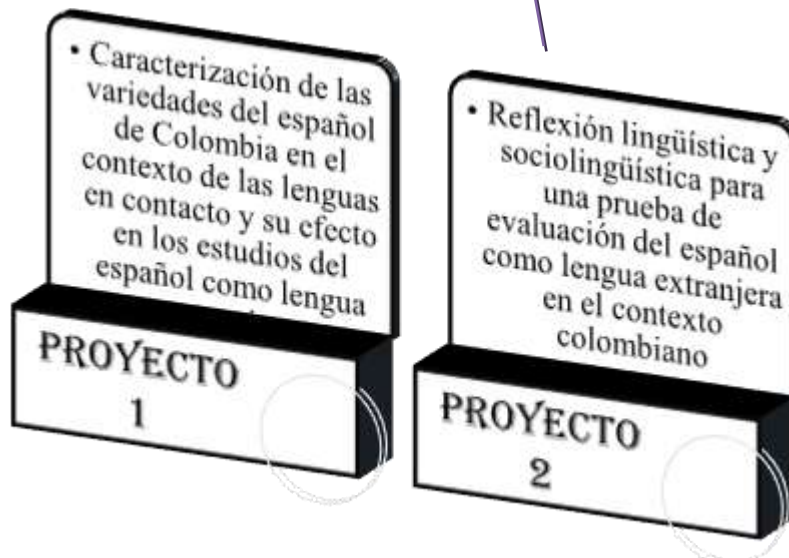 • Caracterización de las
variedades del español
de Colombia en el
contexto de las lenguas
en contacto y su efecto
en los estudios del
español como lengua
PROYECTO
1
• Reflexión lingüística y
sociolingüística para
una prueba de
evaluación del español
como lengua extranjera
en el contexto
colombiano
PROYECTO
2